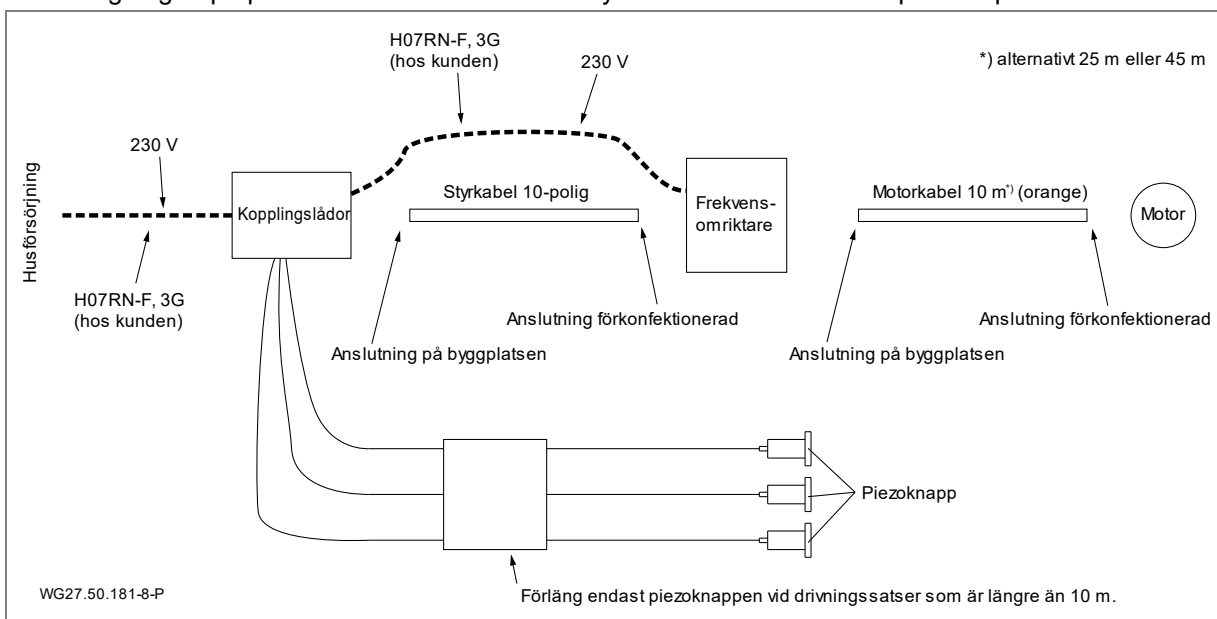 H07RN-F, 3G
(hos kunden)
230 V
*) alternativt 25 m eller 45 m
230 V
Husförsörjning
Kopplingslådor
Styrkabel 10-polig
Frekvens-
omriktare
Motorkabel 10 m*) (orange)
Motor
H07RN-F, 3G
(hos kunden)
Anslutning förkonfektionerad
Anslutning förkonfektionerad
Anslutning på byggplatsen
Anslutning på byggplatsen
Piezoknapp
WG27.50.181-8-P
Förläng endast piezoknappen vid drivningssatser som är längre än 10 m.